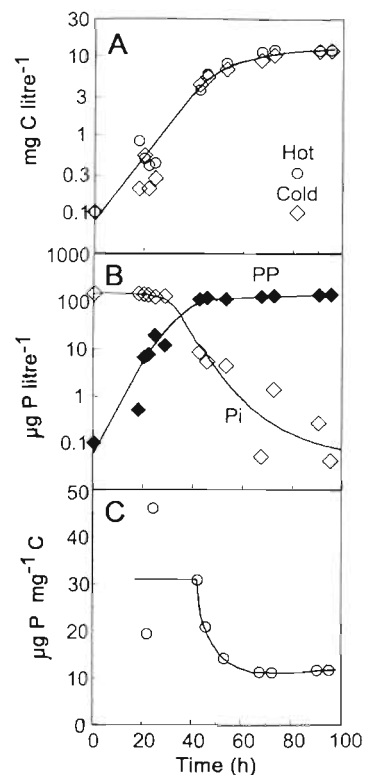 A
mg C litre⁻¹
30
10
3
1
0.3
0.1
Hot
Cold
B
µg P litre⁻¹
1000
100
10
1
0.1
PP
Pi
C
µg P mg⁻¹ C
50
40
30
20
10
0
0 20 40 60 80 100
Time (h)